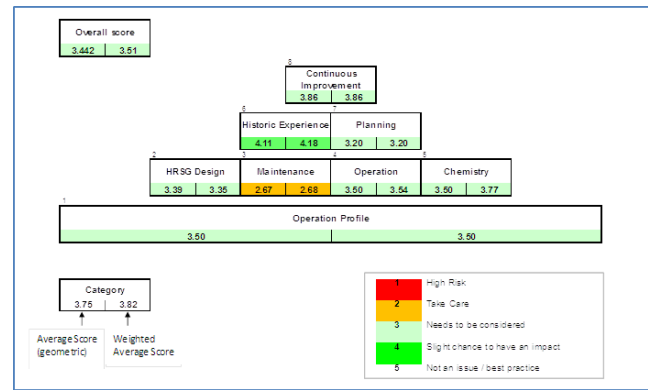 Overall score
3.442 3.51
8
Continuous
Improvement
3.86 3.86
6 7
Historic Experience Planning
4.11 4.18 3.20 3.20
2 3 4 5
HRSG Design Maintenance Operation Chemistry
3.39 3.35 2.67 2.68 3.50 3.54 3.50 3.77
1
Operation Profile
3.50 3.50
Category
3.75 3.82
Average Score Weighted
(geometric) Average Score
1 High Risk
2 Take Care
3 Needs to be considered
4 Slight chance to have an impact
5 Not an issue / best practice